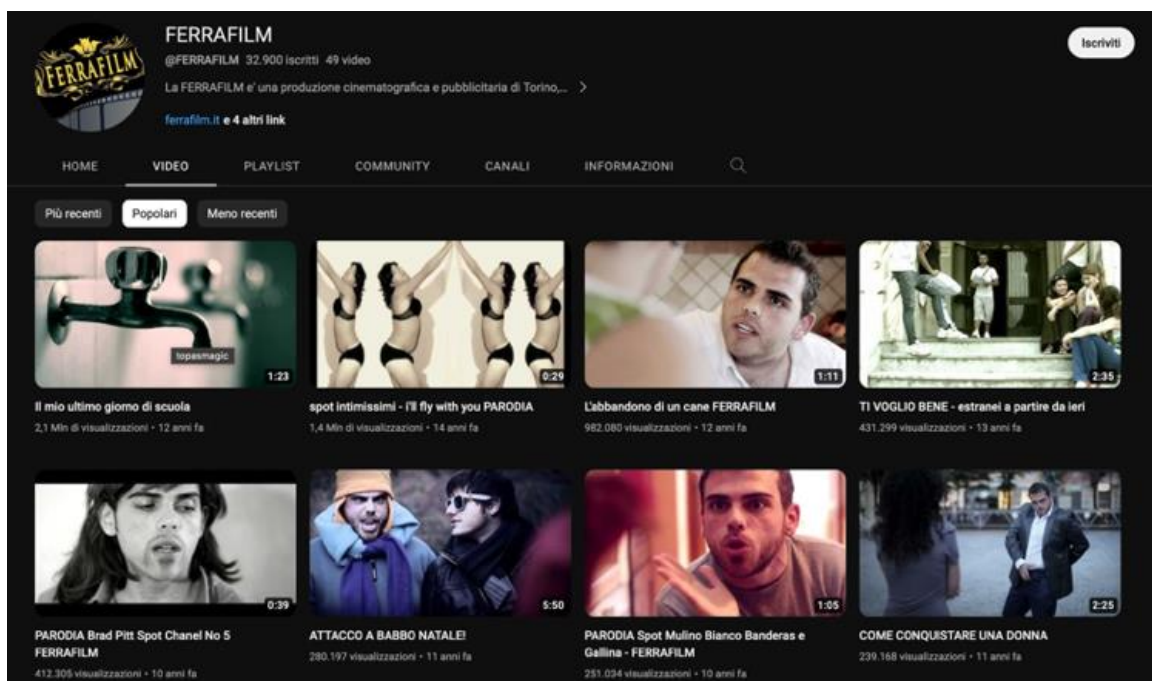 FERRAFILM
FERRAFILM
@FERRAFILM 32.900 iscritti 49 video
Iscriviti
La FERRAFILM e' una produzione cinematografica e pubblicitaria di Torino,...
ferrafilm.it e 4 altri link
HOME VIDEO PLAYLIST COMMUNITY CANALI INFORMAZIONI
Più recenti Popolari Meno recenti
topasmagic
1:23 0:29 1:11 2:35
Il mio ultimo giorno di scuola
2,1 Mln di visualizzazioni • 12 anni fa
spot intimissimi - i'll fly with you PARODIA
1,4 Mln di visualizzazioni • 14 anni fa
L'abbandono di un cane FERRAFILM
982.080 visualizzazioni • 12 anni fa
TI VOGLIO BENE - estranei a partire da ieri
431.299 visualizzazioni • 13 anni fa
0:39 5:50 1:05 2:25
PARODIA Brad Pitt Spot Chanel No 5
FERRAFILM
412.305 visualizzazioni • 10 anni fa
ATTACCO A BABBO NATALE!
280.197 visualizzazioni • 11 anni fa
PARODIA Spot Mulino Bianco Banderas e
Gallina - FERRAFILM
251.034 visualizzazioni • 10 anni fa
COME CONQUISTARE UNA DONNA
239.168 visualizzazioni • 11 anni fa